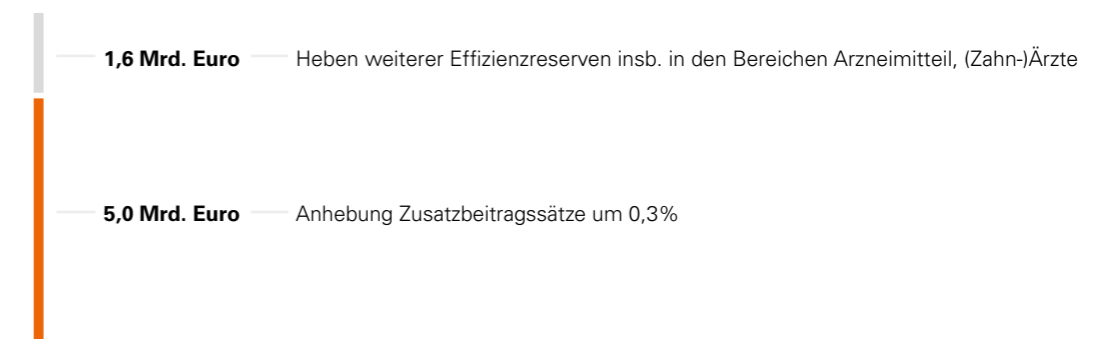 1,6 Mrd. Euro Heben weiterer Effizienzreserven insb. in den Bereichen Arzneimitteil, (Zahn-)Ärzte
5,0 Mrd. Euro Anhebung Zusatzbeitragssätze um 0,3%